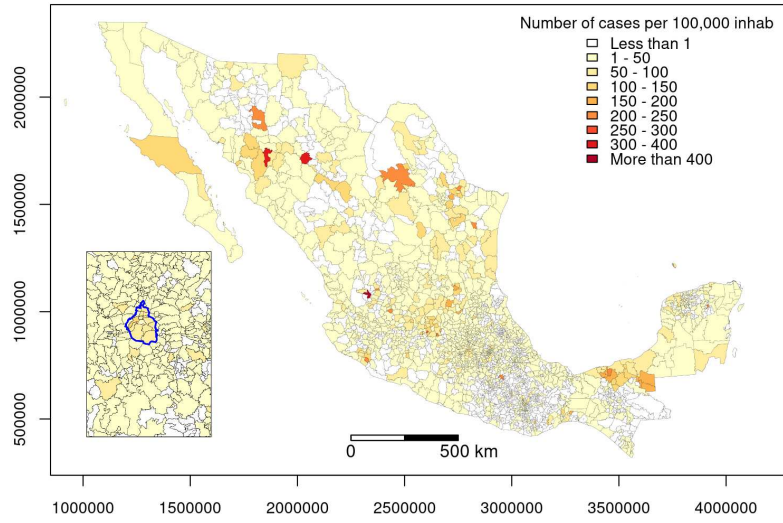 Number of cases per 100,000 inhab
Less than 1
1 - 50
50 - 100
100 - 150
150 - 200
200 - 250
250 - 300
300 - 400
More than 400
2000000
1500000
1000000
500000
0 500 km
1000000 1500000 2000000 2500000 3000000 3500000 4000000